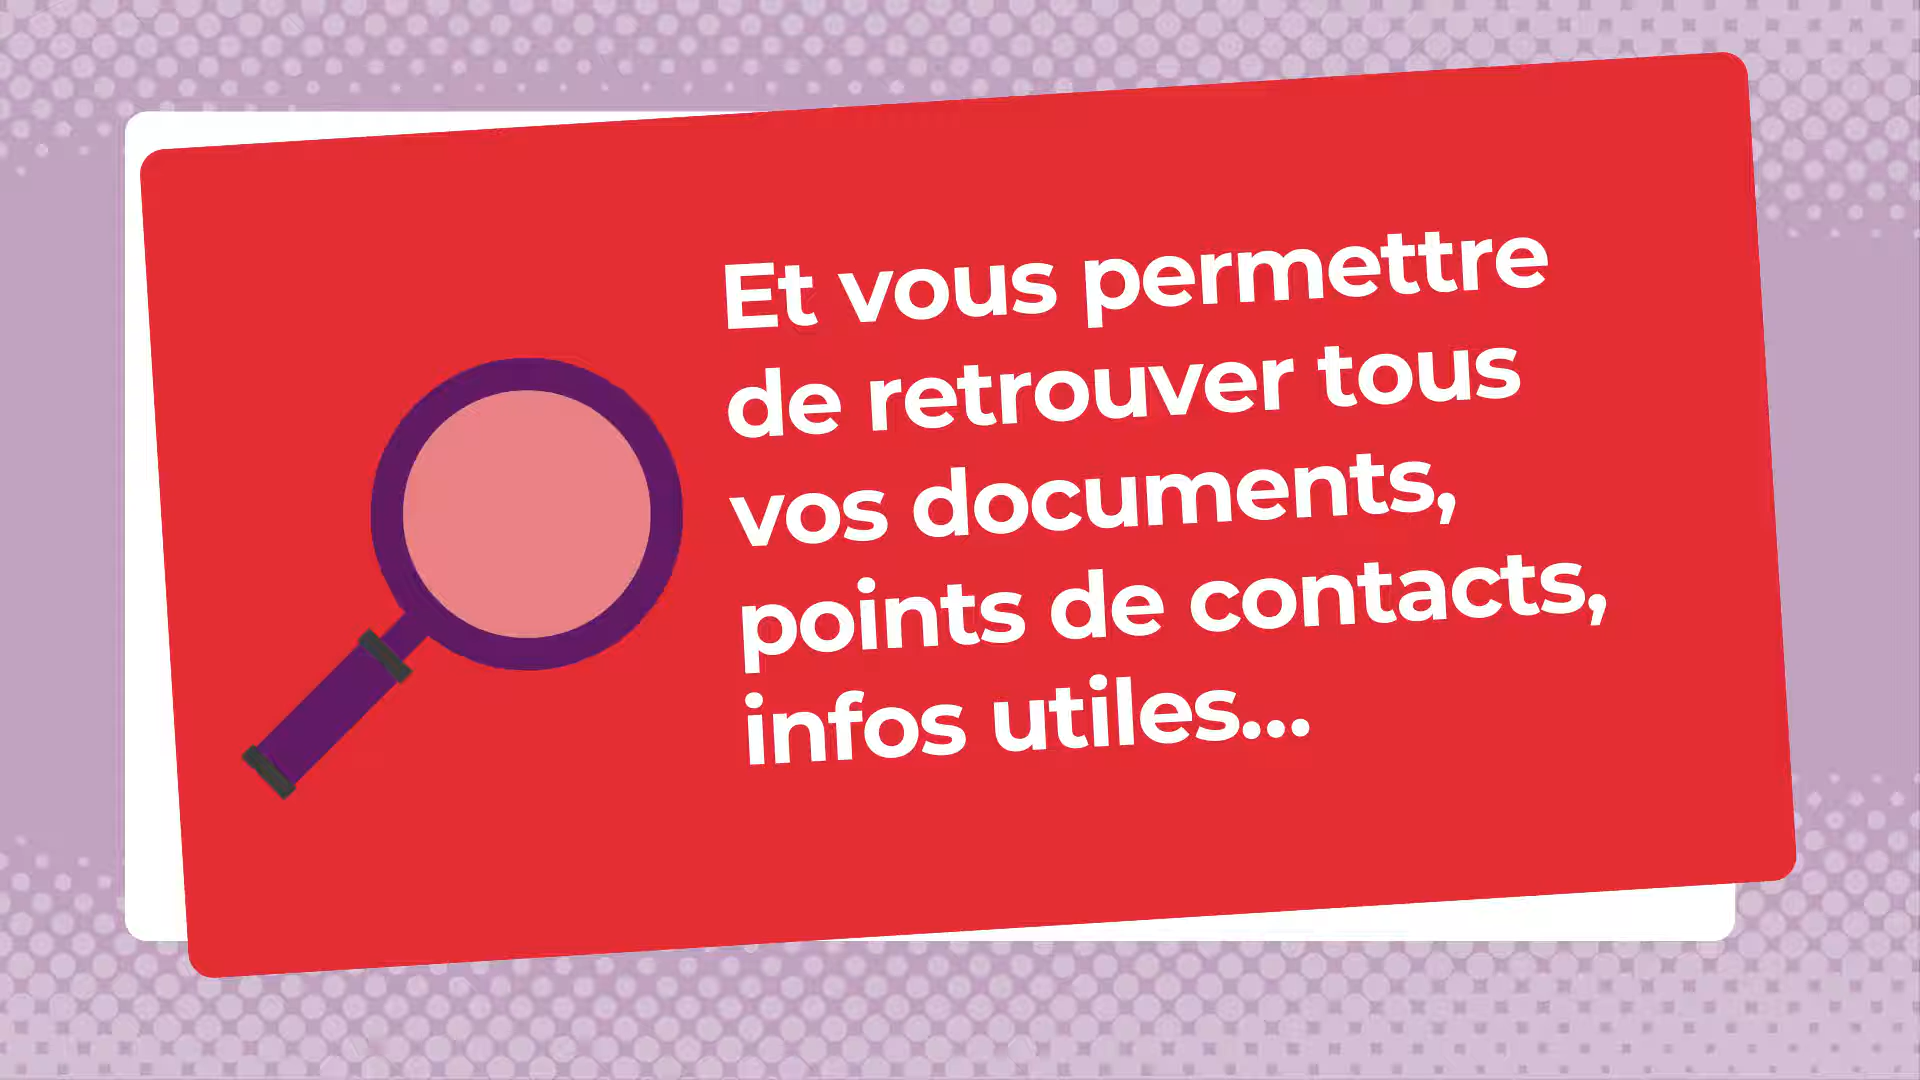 Et vous permettre
de retrouver tous
vos documents,
points de contacts,
infos utiles...